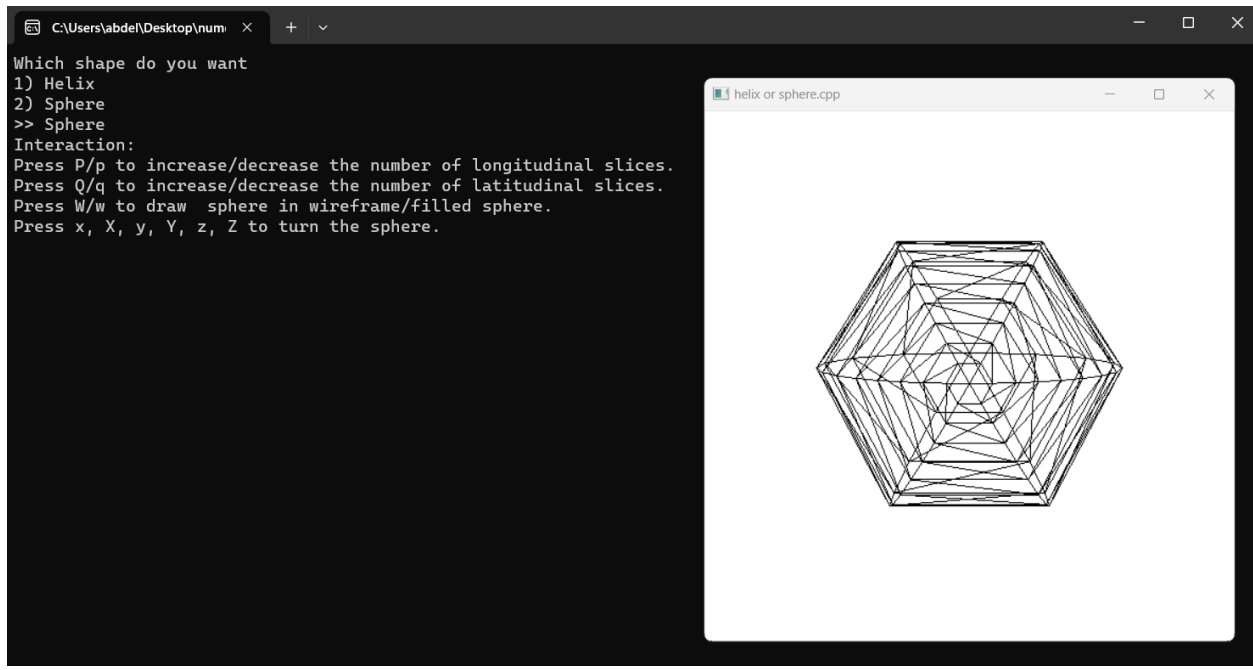 C:\Users\abdel\Desktop\num
Which shape do you want
1) Helix
2) Sphere
>> Sphere
Interaction:
Press P/p to increase/decrease the number of longitudinal slices.
Press Q/q to increase/decrease the number of latitudinal slices.
Press W/w to draw  sphere in wireframe/filled sphere.
Press x, X, y, Y, z, Z to turn the sphere.
helix or sphere.cpp